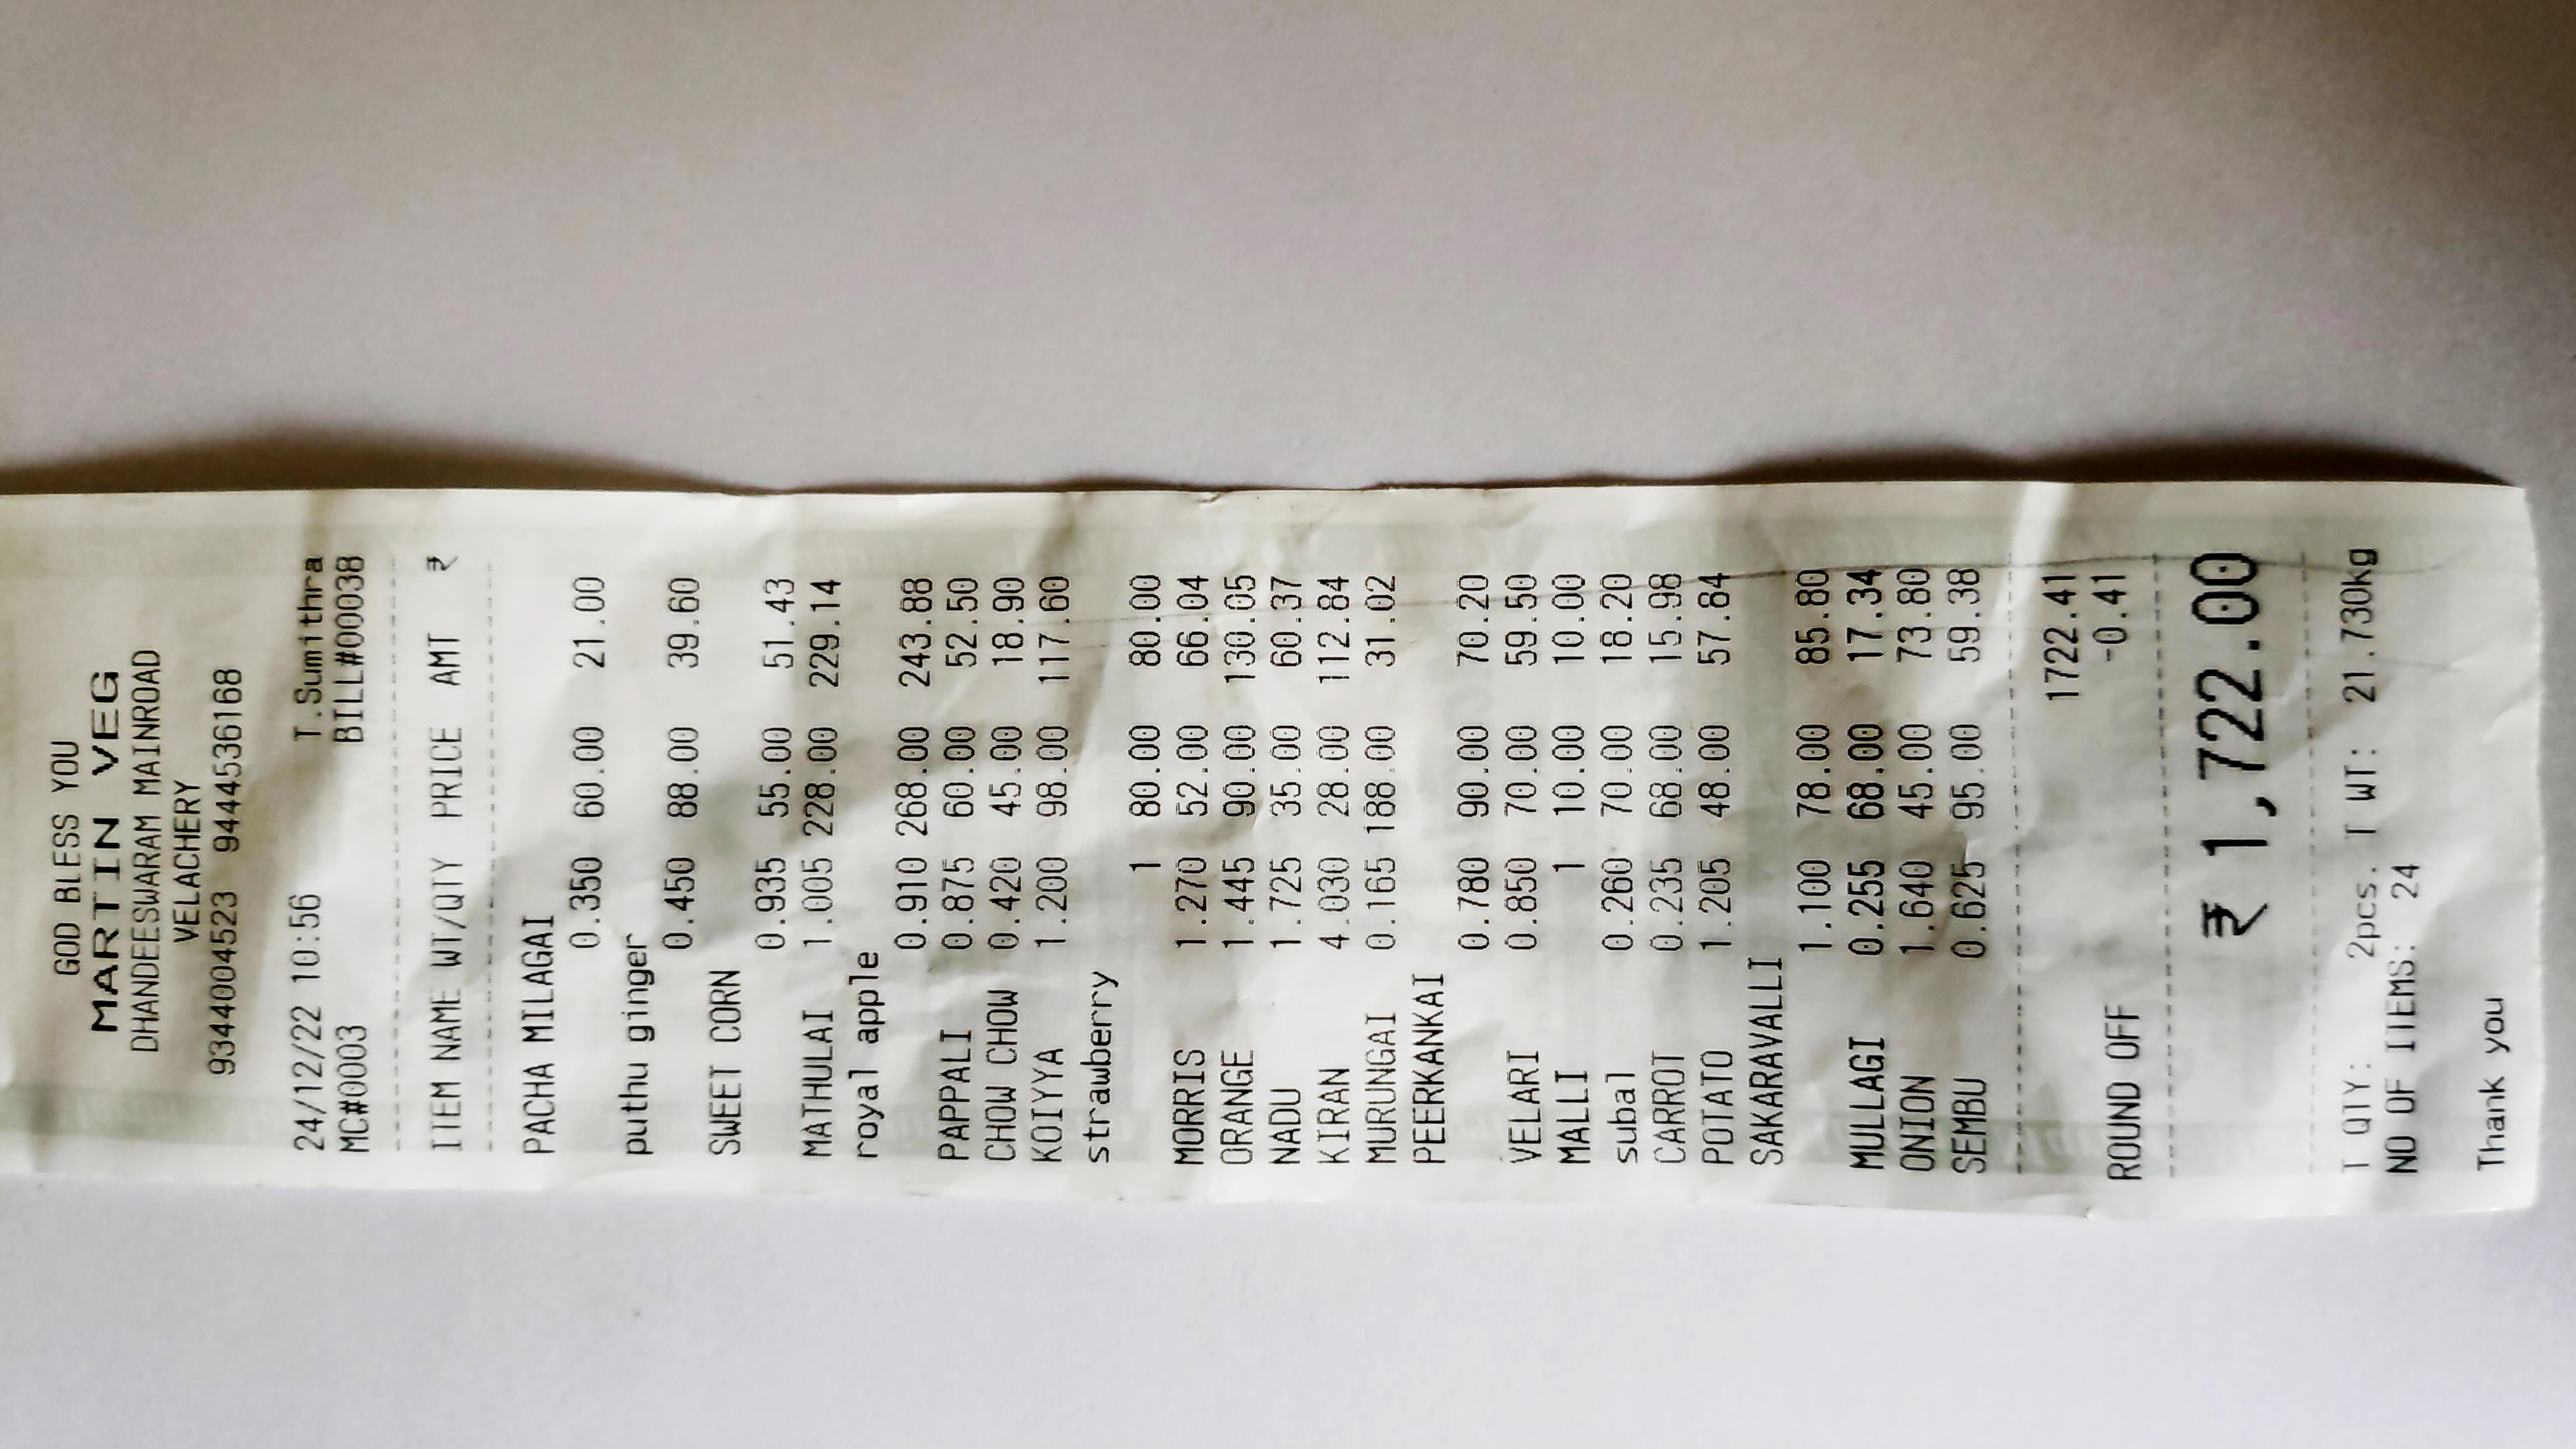 GOD BLESS YOU
MARTIN VEG
DHANDEESWARAM MAINROAD
VELACHERY
9344004523 9444536168
24/12/22 10:56 T.Sumithra
MC#0003 BILL#00038
ITEM NAME WT/QTY PRICE AMT ₹
PACHA MILAGAI
0.350 60.00 21.00
puthu ginger
0.450 88.00 39.60
SWEET CORN
0.935 55.00 51.43
MATHULAI 1.005 228.00 229.14
royal apple
0.910 268.00 243.88
PAPPALI 0.875 60.00 52.50
CHOW CHOW 0.420 45.00 18.90
KOIYYA 1.200 98.00 117.60
strawberry
1 80.00 80.00
MORRIS 1.270 52.00 66.04
ORANGE 1.445 90.00 130.05
NADU 1.725 35.00 60.37
KIRAN 4.030 28.00 112.84
MURUNGAI 0.165 188.00 31.02
PEERKANKAI
0.780 90.00 70.20
VELARI 0.850 70.00 59.50
MALLI 1 10.00 10.00
subal 0.260 70.00 18.20
CARROT 0.235 68.00 15.98
POTATO 1.205 48.00 57.84
SAKARAVALLI
1.100 78.00 85.80
MULLAGI 0.255 68.00 17.34
ONION 1.640 45.00 73.80
SEMBU 0.625 95.00 59.38
1722.41
ROUND OFF -0.41
₹ 1,722.00
T QTY: 2pcs. T WT: 21.730kg
NO OF ITEMS: 24
Thank you